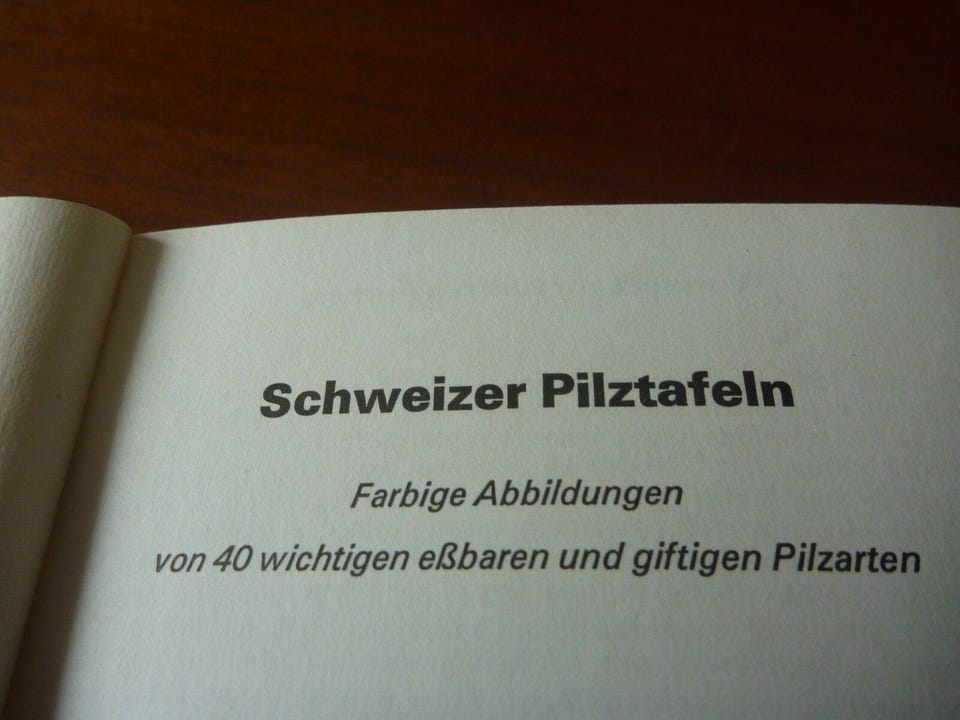 Schweizer Pilztafeln
Farbige Abbildungen
von 40 wichtigen eßbaren und giftigen Pilzarten